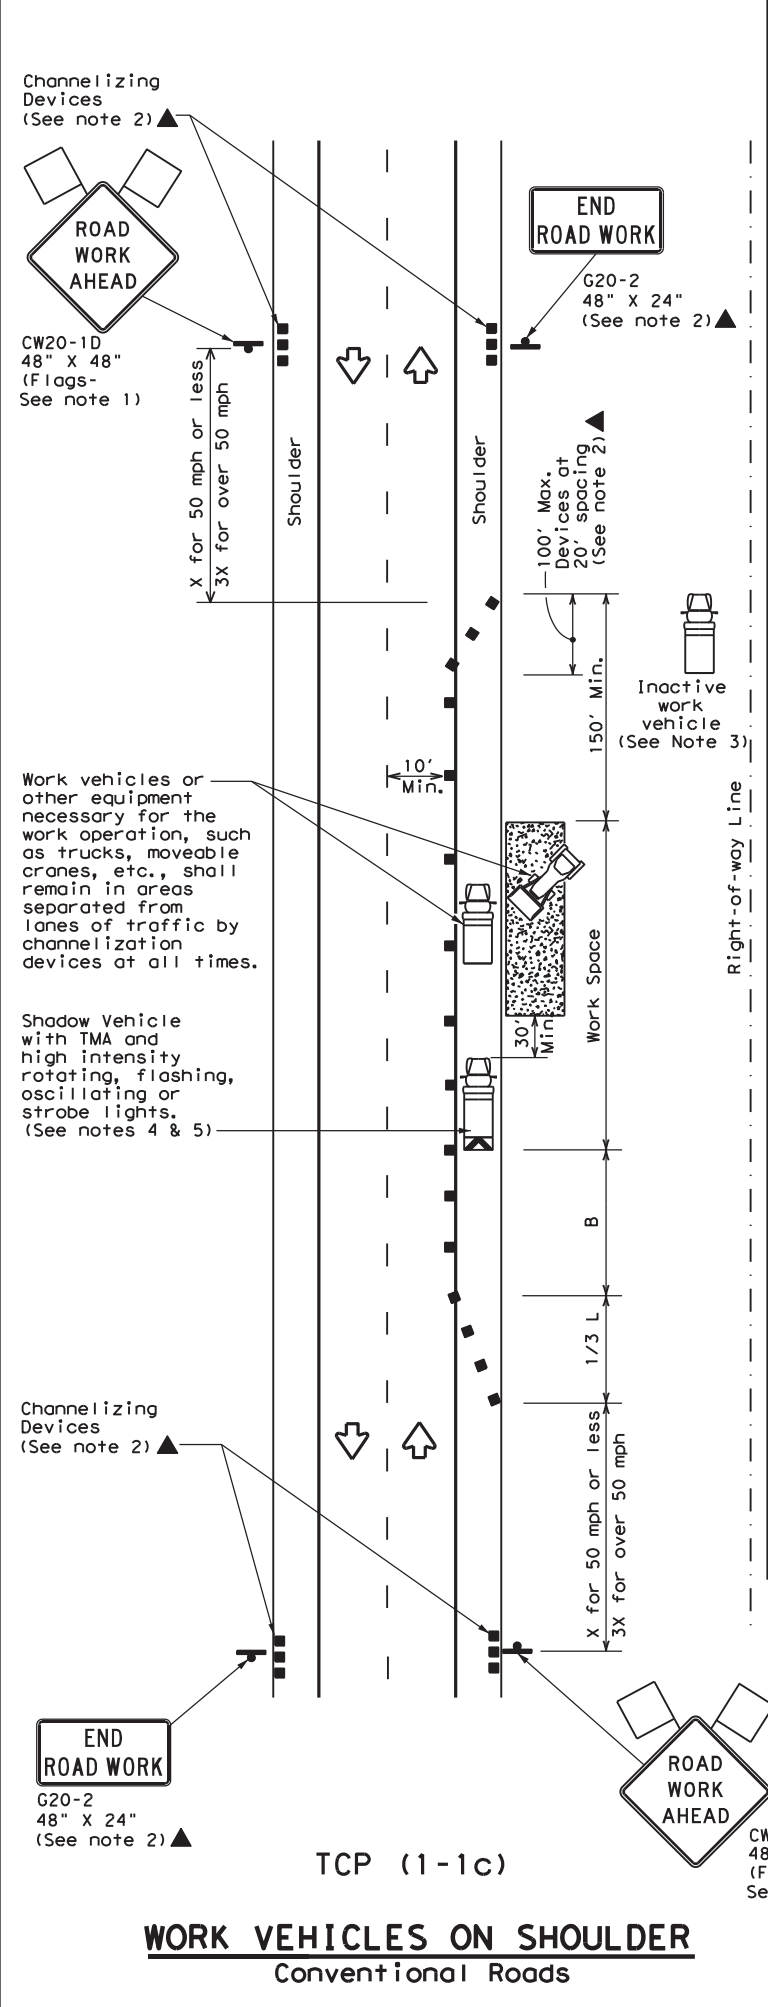 Channelizing
Devices
(See note 2)
ROAD
WORK
AHEAD
CW20-1D
48" X 48"
(Flags-
See note 1)
END
ROAD WORK
G20-2
48" X 24"
(See note 2)
X for 50 mph or less
3X for over 50 mph
Shoulder
Shoulder
100' Max.
Devices at
20' spacing
(See note 2)
150' Min.
Inactive
work
vehicle
(See Note 3)
10'
Min.
Right-of-way Line
Work vehicles or
other equipment
necessary for the
work operation, such
as trucks, moveable
cranes, etc., shall
remain in areas
separated from
lanes of traffic by
channelization
devices at all times.
Work Space
30'
Min.
Shadow Vehicle
with TMA and
high intensity
rotating, flashing,
oscillating or
strobe lights.
(See notes 4 & 5)
B
1/3 L
Channelizing
Devices
(See note 2)
X for 50 mph or less
3X for over 50 mph
END
ROAD WORK
G20-2
48" X 24"
(See note 2)
ROAD
WORK
AHEAD
CW
48
(F
Se
TCP (1-1c)
WORK VEHICLES ON SHOULDER
Conventional Roads